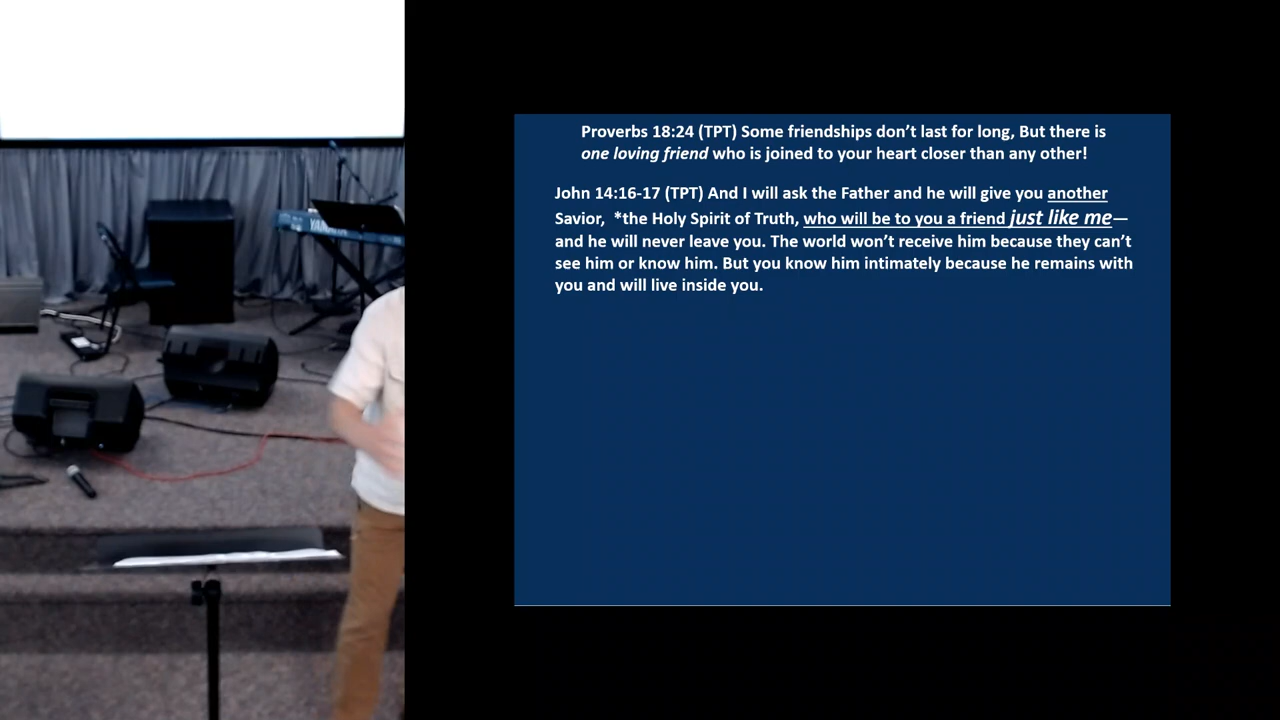 Proverbs 18:24 (TPT) Some friendships don’t last for long, But there is
one loving friend who is joined to your heart closer than any other!
John 14:16-17 (TPT) And I will ask the Father and he will give you another
Savior, *the Holy Spirit of Truth, who will be to you a friend just like me—
and he will never leave you. The world won’t receive him because they can’t
see him or know him. But you know him intimately because he remains with
you and will live inside you.
YAMAHA